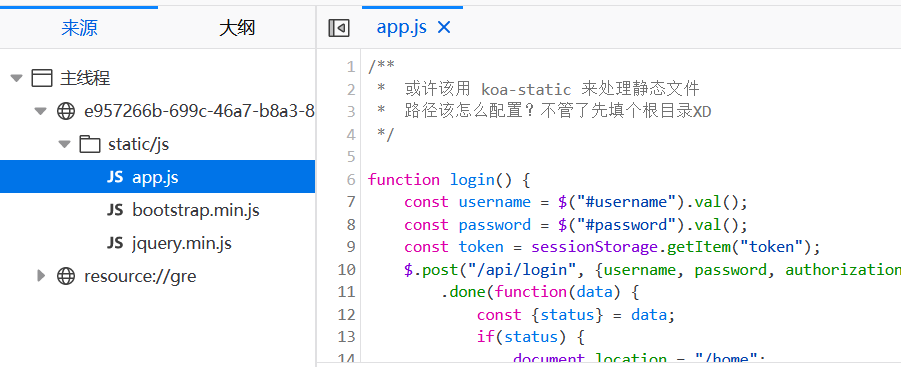 来源 大纲
主线程
e957266b-699c-46a7-b8a3-8
static/js
JS app.js
JS bootstrap.min.js
JS jquery.min.js
resource://gre
app.js
1 /**
2  *  或许该用 koa-static 来处理静态文件
3  *  路径该怎么配置？不管了先填个根目录XD
4  */
5
6 function login() {
7     const username = $("#username").val();
8     const password = $("#password").val();
9     const token = sessionStorage.getItem("token");
10     $.post("/api/login", {username, password, authorization
11         .done(function(data) {
12             const {status} = data;
13             if(status) {
14                 document.location = "/home";